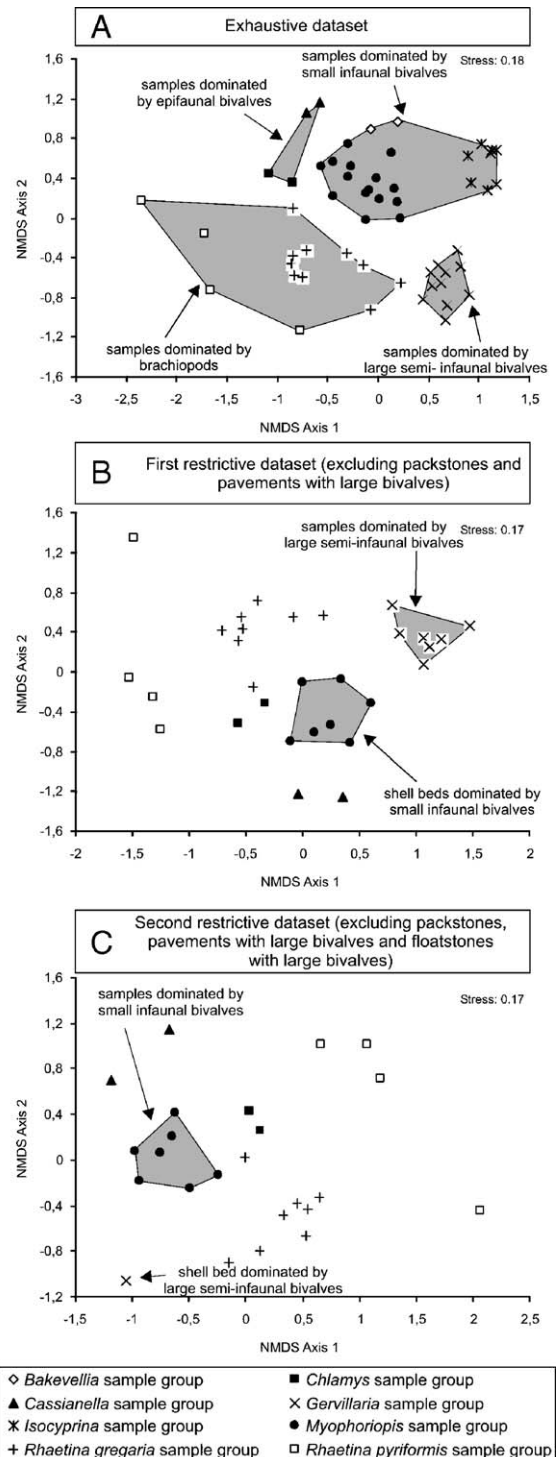 A
Exhaustive dataset
1,6
1,2
0,8
0,4
0
-0,4
-0,8
-1,2
-1,6
NMDS Axis 2
samples dominated
by epifaunal bivalves
samples dominated by
small infaunal bivalves
Stress: 0.18
samples dominated by
brachiopods
samples dominated by
large semi- infaunal bivalves
-2,5 -2 -1,5 -1 -0,5 0 0,5 1 1,5
NMDS Axis 1
B
First restrictive dataset (excluding packstones and
pavements with large bivalves)
1,6
1,2
0,8
0,4
0
-0,4
-0,8
-1,2
-1,6
NMDS Axis 2
samples dominated by
large semi-infaunal bivalves
Stress: 0.17
shell beds dominated by
small infaunal bivalves
-2 -1,5 -1 -0,5 0 0,5 1 1,5 2
NMDS Axis 1
C
Second restrictive dataset (excluding packstones,
pavements with large bivalves and floatstones
with large bivalves)
1,6
1,2
0,8
0,4
0
-0,4
-0,8
-1,2
NMDS Axis 2
samples dominated by
small infaunal bivalves
Stress: 0.17
shell bed dominated by
large semi-infaunal bivalves
-1,5 -1 -0,5 0 0,5 1 1,5 2 2,5
NMDS Axis 1
Bakevellia sample group
Chlamys sample group
Cassianella sample group
Gervillaria sample group
Isocyprina sample group
Myophoriopis sample group
Rhaetina gregaria sample group
Rhaetina pyriformis sample group